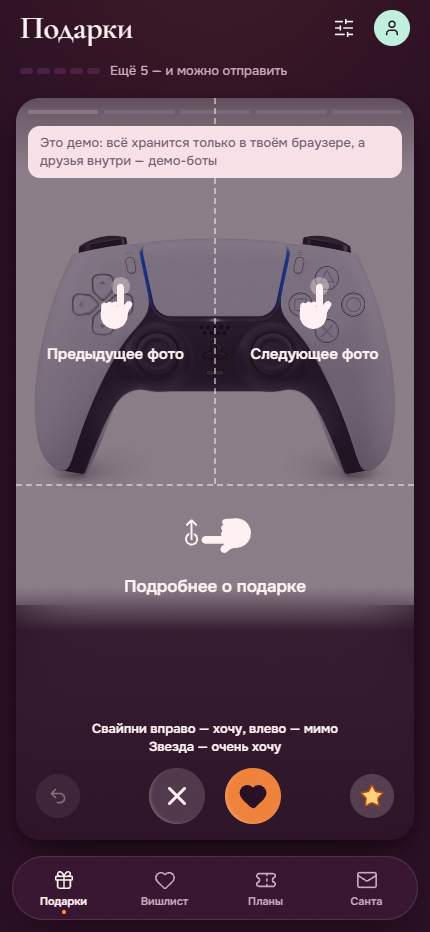 Подарки
Ещё 5 — и можно отправить
Это демо: всё хранится только в твоём браузере, а
друзья внутри — демо-боты
Предыдущее фото
Следующее фото
Подробнее о подарке
Свайпни вправо — хочу, влево — мимо
Звезда — очень хочу
Подарки
Вишлист
Планы
Санта